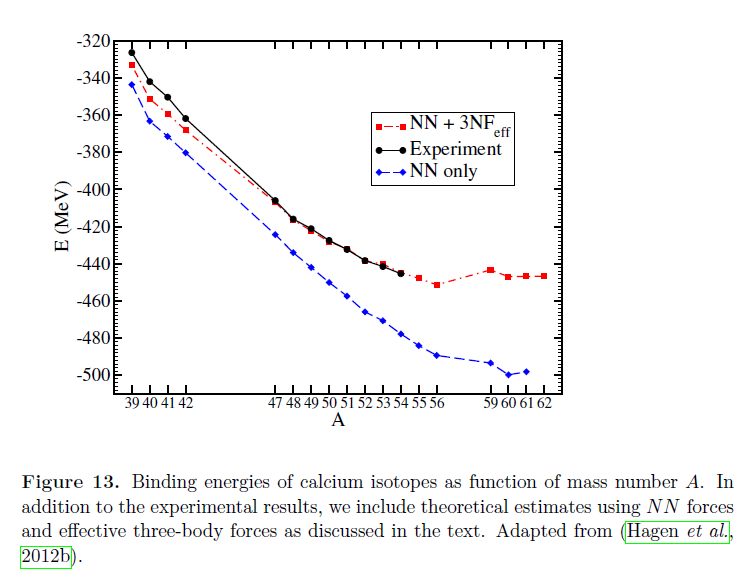 -320
-340
-360
-380
-400
-420
-440
-460
-480
-500
E (MeV)
NN + 3NFeff
Experiment
NN only
39 40 41 42 47 48 49 50 51 52 53 54 55 56 59 60 61 62
A
Figure 13. Binding energies of calcium isotopes as function of mass number A. In
addition to the experimental results, we include theoretical estimates using NN forces
and effective three-body forces as discussed in the text. Adapted from (Hagen et al.,
2012b).